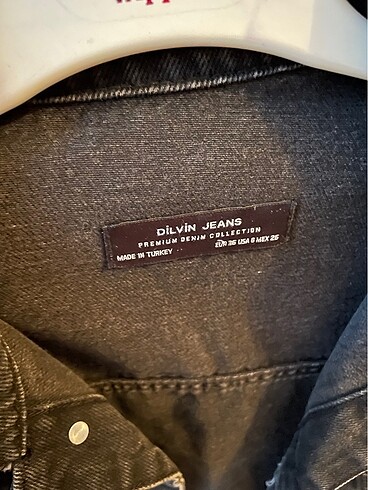 DİLVİN JEANS
PREMIUM DENIM COLLECTION
MADE IN TURKEY
EUR 36 USA 6 MEX 26